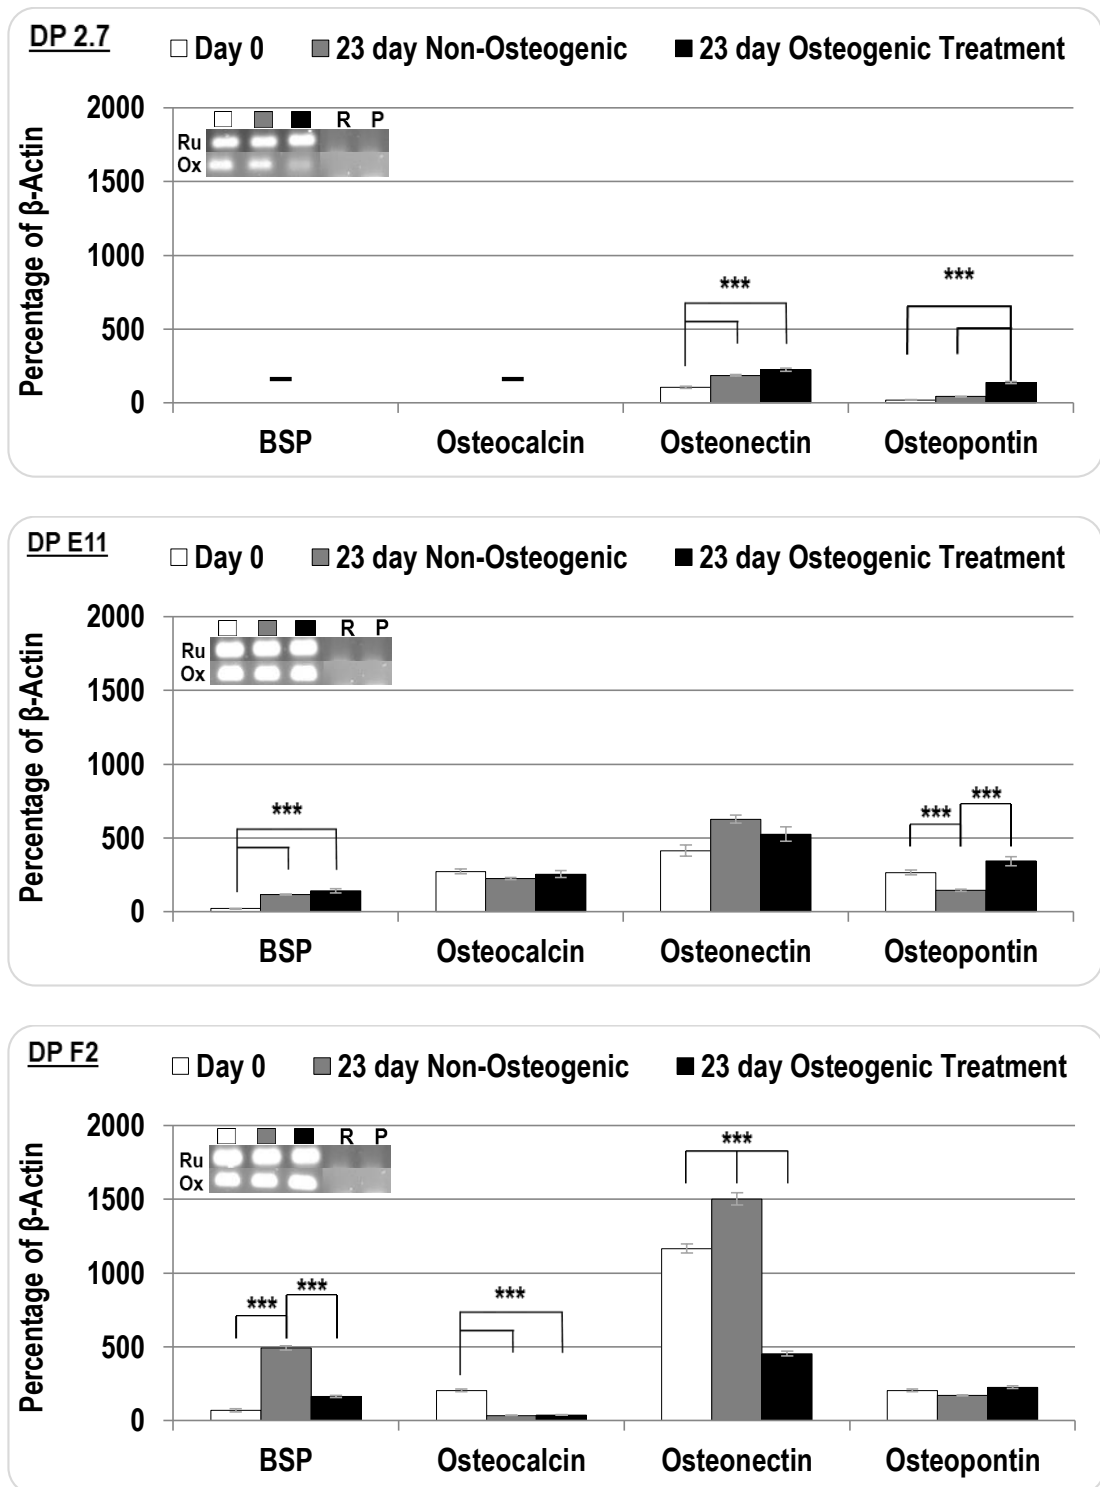 DP 2.7
Day 0 23 day Non-Osteogenic 23 day Osteogenic Treatment
Percentage of β-Actin
2000
1500
1000
500
0
R P
Ru
Ox
***
***
BSP Osteocalcin Osteonectin Osteopontin
DP E11
Day 0 23 day Non-Osteogenic 23 day Osteogenic Treatment
Percentage of β-Actin
2000
1500
1000
500
0
R P
Ru
Ox
***
*** ***
BSP Osteocalcin Osteonectin Osteopontin
DP F2
Day 0 23 day Non-Osteogenic 23 day Osteogenic Treatment
Percentage of β-Actin
2000
1500
1000
500
0
R P
Ru
Ox
*** ***
***
***
BSP Osteocalcin Osteonectin Osteopontin